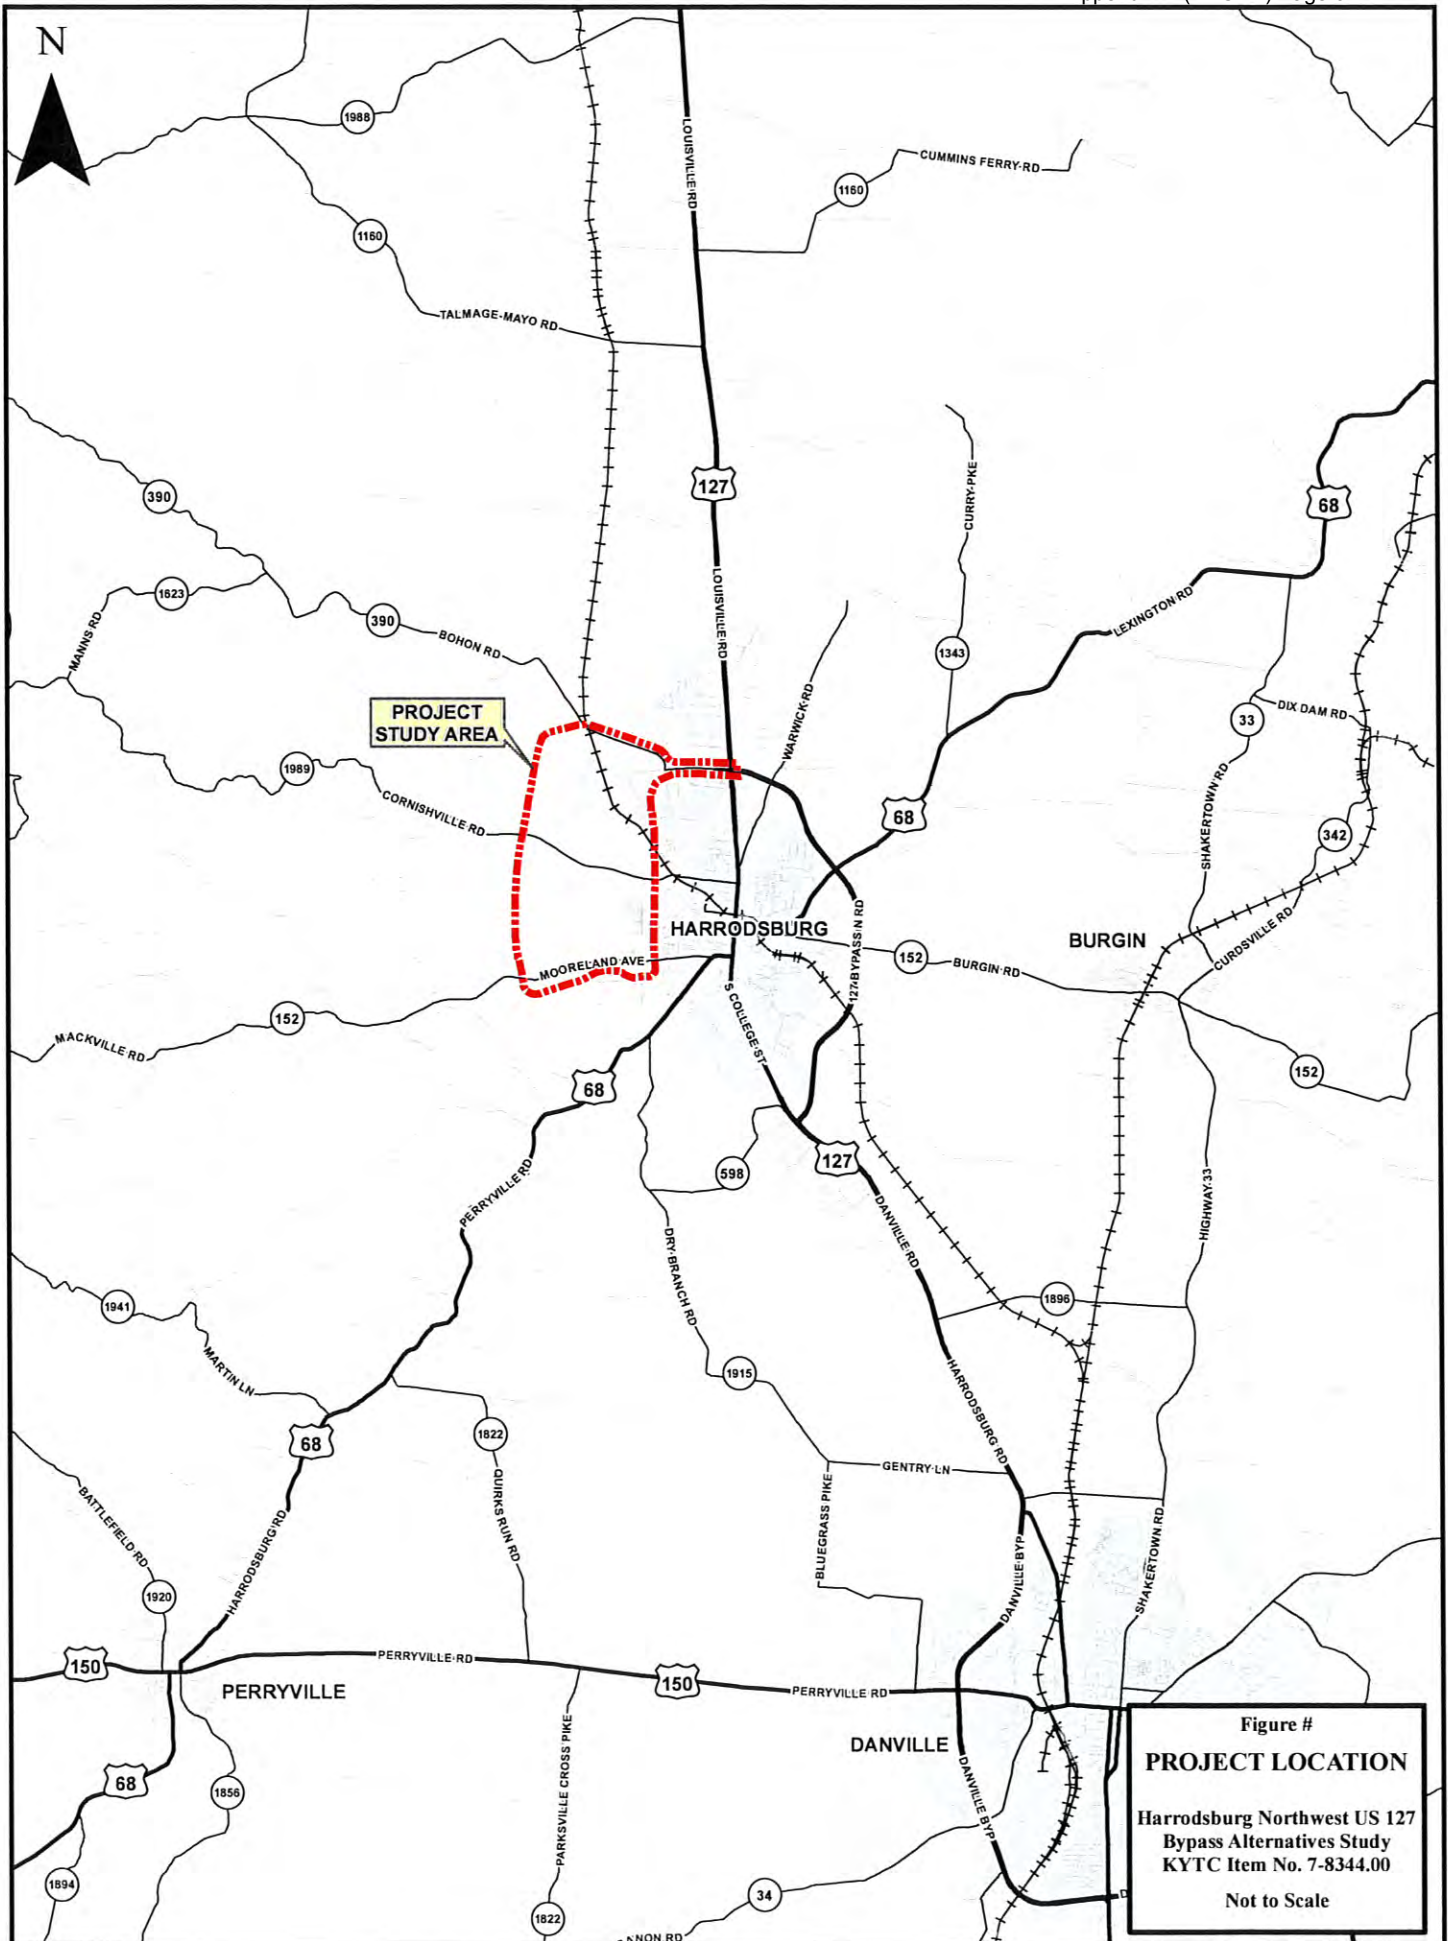 N
1988
LOUISVILLE RD
CUMMINS FERRY RD
1160
1160
TALMAGE-MAYO RD
127
68
390
CURRY PKE
1623
LOUISVILLE RD
LEXINGTON RD
390
BOHON RD
MANNS RD
1343
WARWICK RD
PROJECT
STUDY AREA
33
DIX DAM RD
1989
CORNISHVILLE RD
68
SHAKERTOWN RD
342
HARRODSBURG
127 BYPASS N RD
BURGIN
152
BURGIN RD
CURDSVILLE RD
MOORELAND AVE
S COLLEGE ST
152
MACKVILLE RD
152
68
127
598
PERRYVILLE RD
DANVILLE RD
HIGHWAY 33
DRY BRANCH RD
1941
1896
MARTIN LN
1915
HARRODSBURG RD
68
1822
GENTRY LN
BATTLEFIELD RD
QUIRKS RUN RD
BLUEGRASS PIKE
HARRODSBURG RD
DANVILLE BYP
SHAKERTOWN RD
1920
150
PERRYVILLE RD
150
PERRYVILLE RD
PERRYVILLE
DANVILLE
68
1856
PARKSVILLE CROSS PIKE
DANVILLE BYP
1894
34
1822
NON RD
D
Figure #
PROJECT LOCATION
Harrodsburg Northwest US 127
Bypass Alternatives Study
KYTC Item No. 7-8344.00
Not to Scale